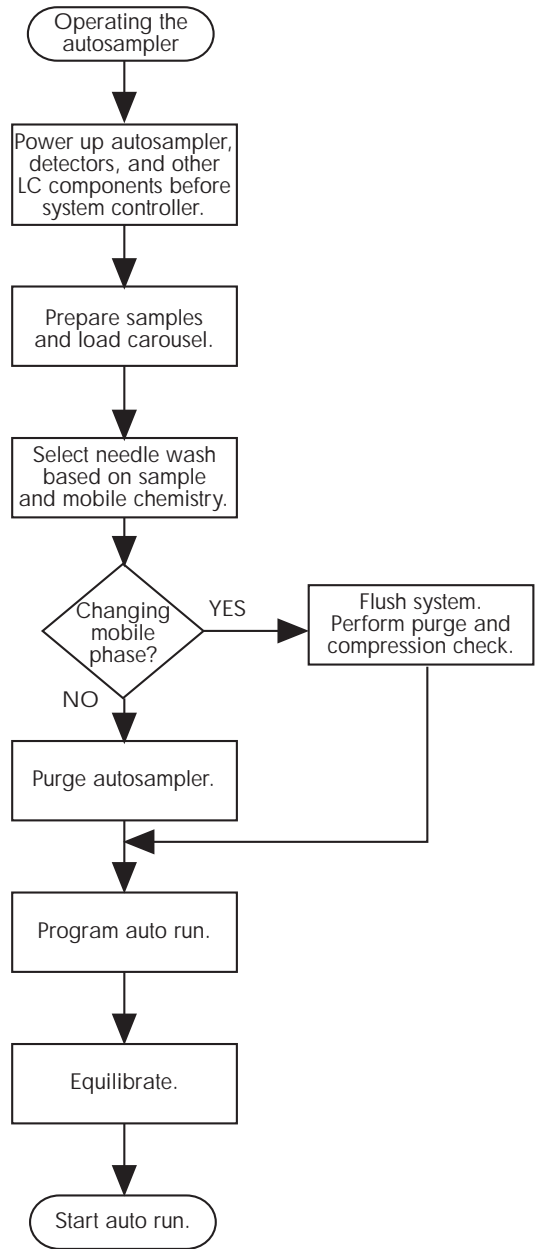 Operating the
autosampler
Power up autosampler,
detectors, and other
LC components before
system controller.
Prepare samples
and load carousel.
Select needle wash
based on sample
and mobile chemistry.
Changing
mobile
phase?
YES
Flush system.
Perform purge and
compression check.
NO
Purge autosampler.
Program auto run.
Equilibrate.
Start auto run.